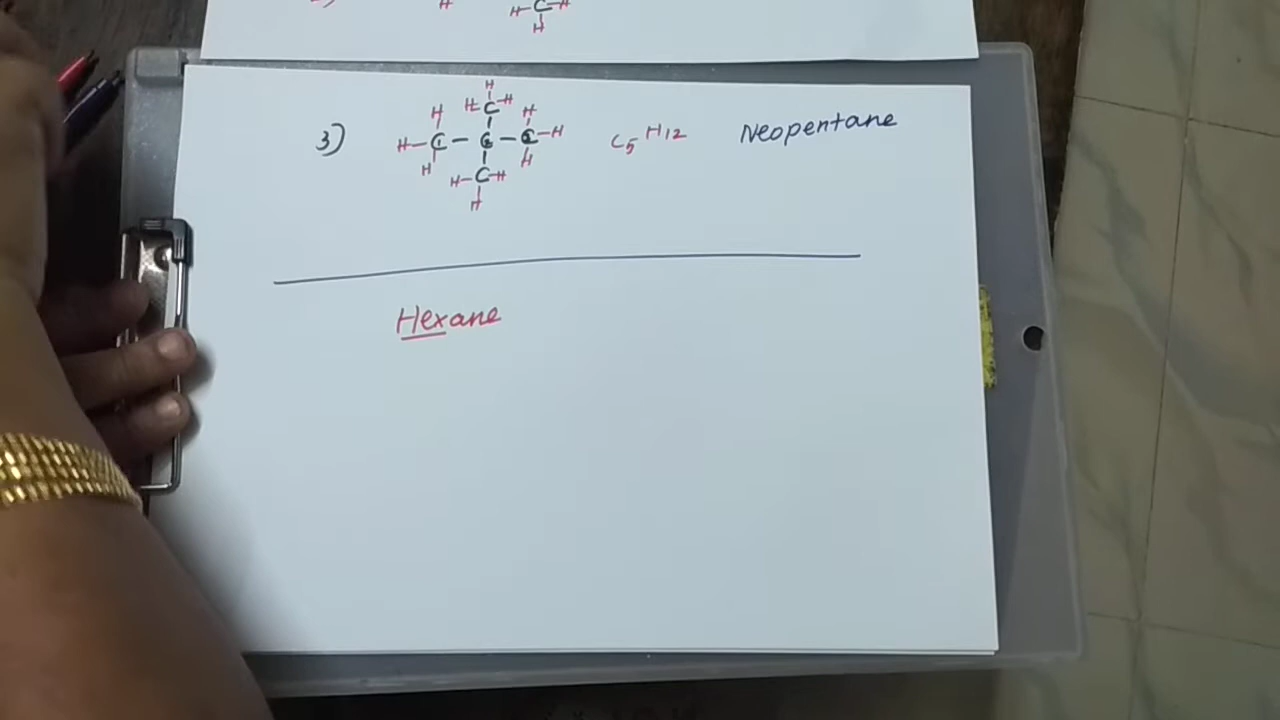 H
H-C-H
H
3)
H
H H-C-H H
H-C-C-C-H C5H12 Neopentane
H H-C-H H
H
Hexane